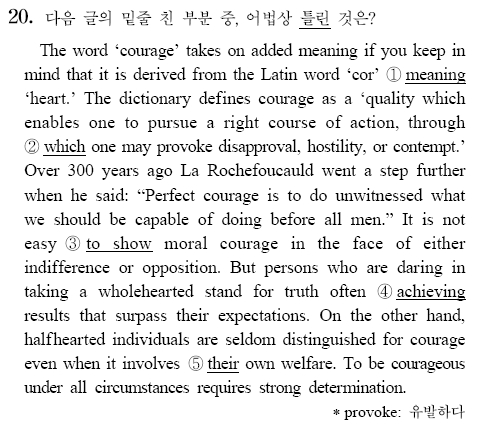 20. 다음 글의 밑줄 친 부분 중, 어법상 틀린 것은?
The word ‘courage’ takes on added meaning if you keep in
mind that it is derived from the Latin word ‘cor’ ① meaning
‘heart.’ The dictionary defines courage as a ‘quality which
enables one to pursue a right course of action, through
② which one may provoke disapproval, hostility, or contempt.’
Over 300 years ago La Rochefoucauld went a step further
when he said: “Perfect courage is to do unwitnessed what
we should be capable of doing before all men.” It is not
easy ③ to show moral courage in the face of either
indifference or opposition. But persons who are daring in
taking a wholehearted stand for truth often ④ achieving
results that surpass their expectations. On the other hand,
halfhearted individuals are seldom distinguished for courage
even when it involves ⑤ their own welfare. To be courageous
under all circumstances requires strong determination.
* provoke: 유발하다